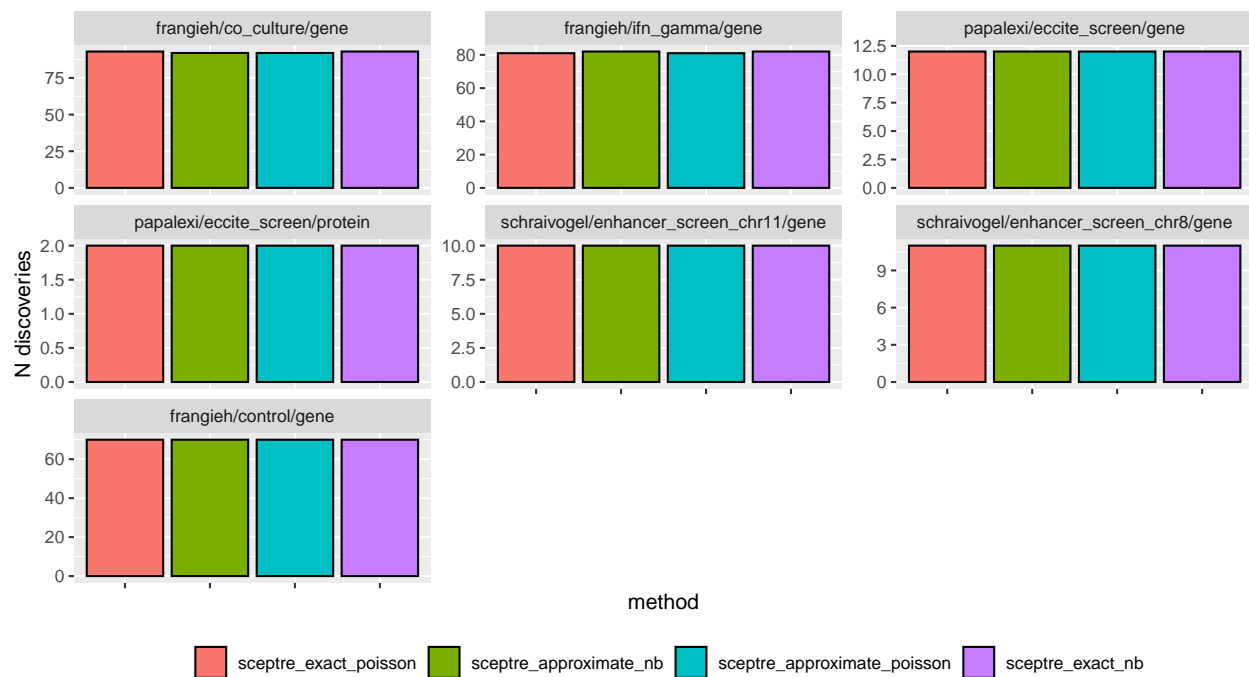 frangieh/co_culture/gene
frangieh/ifn_gamma/gene
papalexi/eccite_screen/gene
75
50
25
0
80
60
40
20
0
12.5
10.0
7.5
5.0
2.5
0.0
papalexi/eccite_screen/protein
schraivogel/enhancer_screen_chr11/gene
schraivogel/enhancer_screen_chr8/gene
2.0
1.5
1.0
0.5
0.0
10.0
7.5
5.0
2.5
0.0
9
6
3
0
frangieh/control/gene
60
40
20
0
N discoveries
method
sceptre_exact_poisson
sceptre_approximate_nb
sceptre_approximate_poisson
sceptre_exact_nb